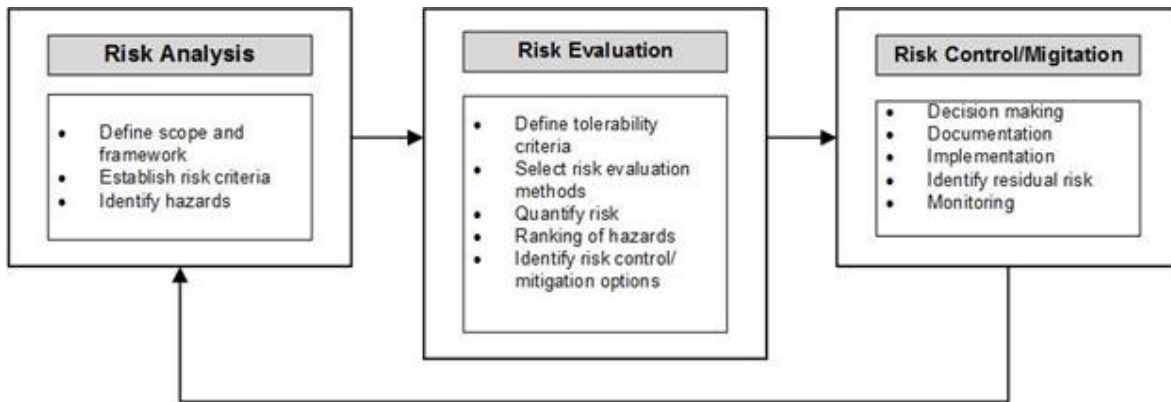 Risk Analysis
• Define scope and
framework
• Establish risk criteria
• Identify hazards
Risk Evaluation
• Define tolerability
criteria
• Select risk evaluation
methods
• Quantify risk
• Ranking of hazards
• Identify risk control/
mitigation options
Risk Control/Migitation
• Decision making
• Documentation
• Implementation
• Identify residual risk
• Monitoring